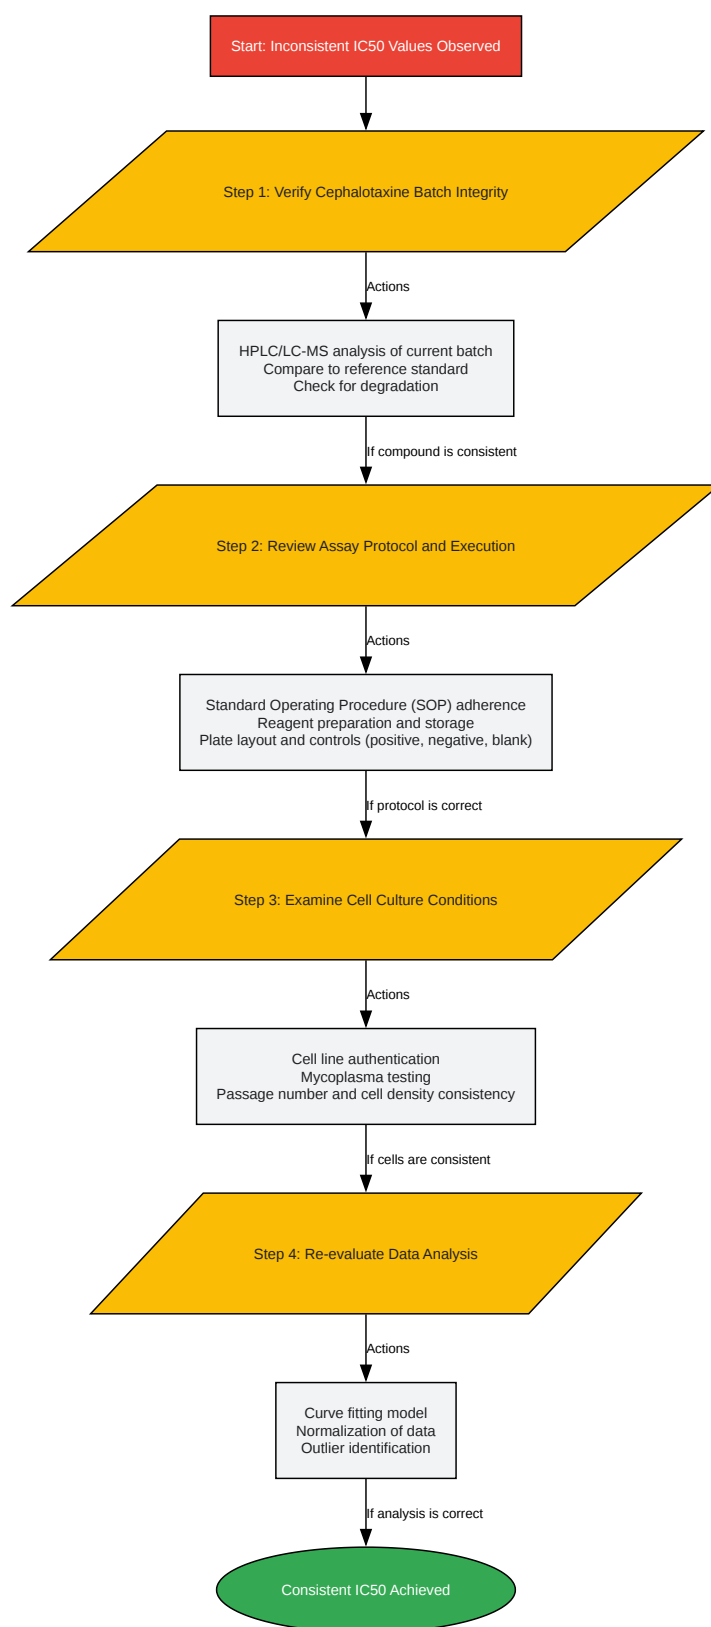 Start: Inconsistent IC50 Values Observed
Step 1: Verify Cephalotaxine Batch Integrity
Actions
HPLC/LC-MS analysis of current batch
Compare to reference standard
Check for degradation
If compound is consistent
Step 2: Review Assay Protocol and Execution
Actions
Standard Operating Procedure (SOP) adherence
Reagent preparation and storage
Plate layout and controls (positive, negative, blank)
If protocol is correct
Step 3: Examine Cell Culture Conditions
Actions
Cell line authentication
Mycoplasma testing
Passage number and cell density consistency
If cells are consistent
Step 4: Re-evaluate Data Analysis
Actions
Curve fitting model
Normalization of data
Outlier identification
If analysis is correct
Consistent IC50 Achieved